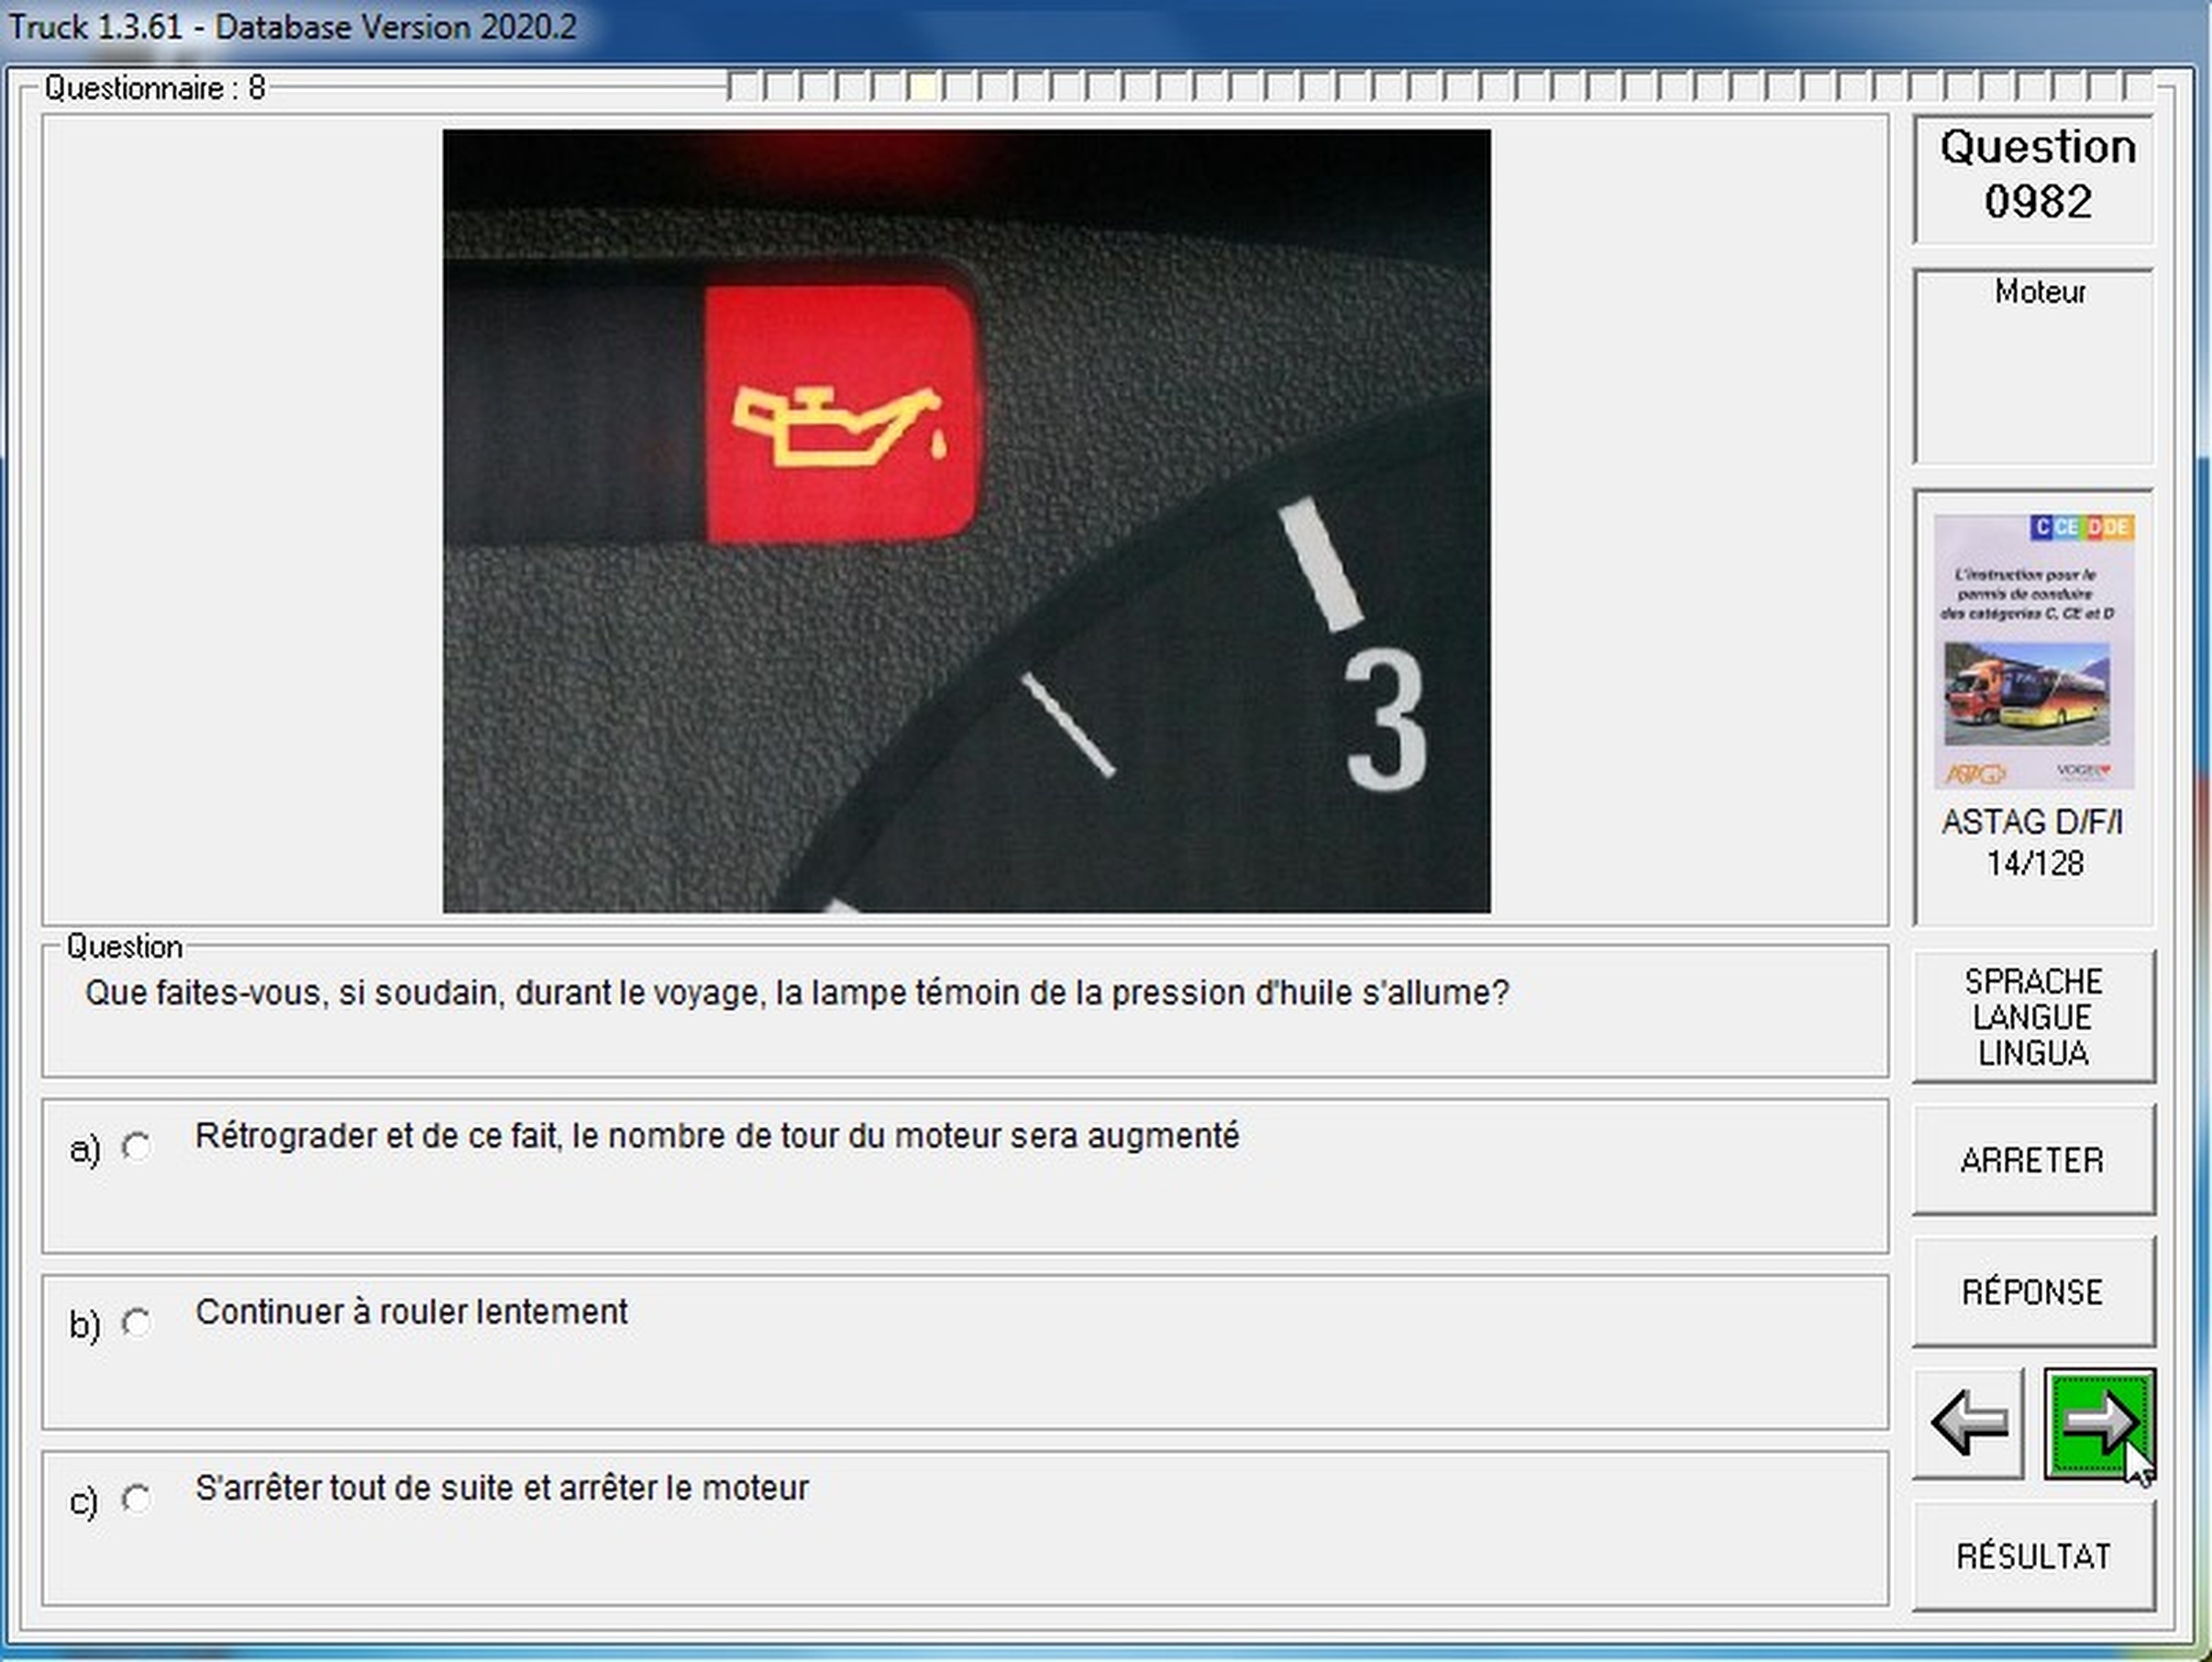 Truck 1.3.61 - Database Version 2020.2
Questionnaire : 8
Question
0982
Moteur
3
C CE D DE
L'instruction pour le
permis de conduire
des catégories C, CE et D
ASTAG
VOGEL
ASTAG D/F/I
14/128
Question
Que faites-vous, si soudain, durant le voyage, la lampe témoin de la pression d'huile s'allume?
a) Rétrograder et de ce fait, le nombre de tour du moteur sera augmenté
b) Continuer à rouler lentement
c) S'arrêter tout de suite et arrêter le moteur
SPRACHE
LANGUE
LINGUA
ARRETER
RÉPONSE
RÉSULTAT